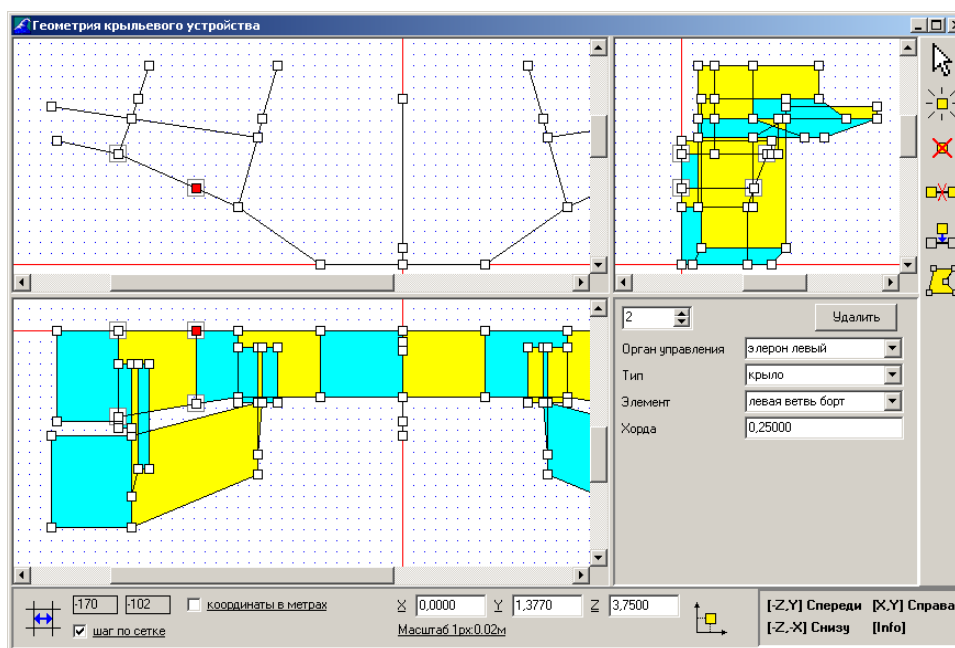 Геометрия крыльевого устройства
2
Удалить
Орган управления элерон левый
Тип крыло
Элемент левая ветвь борт
Хорда 0,25000
-170 -102 координаты в метрах X 0,0000 Y 1,3770 Z 3,7500
шаг по сетке Масштаб 1px:0.02м
[-Z,Y] Спереди [X,Y] Справа
[-Z,-X] Снизу [Info]